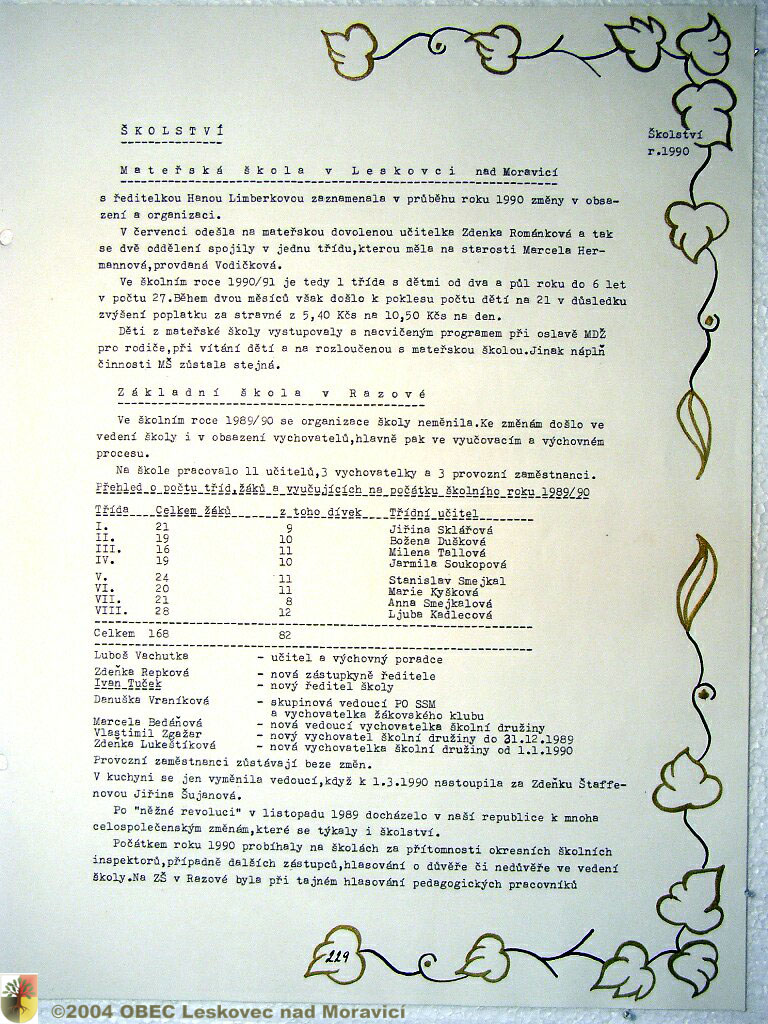 Š K O L S T V Í
Školství
r.1990
M a t e ř s k á   š k o l a   v   L e s k o v c i  nad Moravicí
s ředitelkou Hanou Limberkovou zaznamenala v průběhu roku 1990 změny v obsa-
zení a organizaci.
V červenci odešla na mateřskou dovolenou učitelka Zdenka Románková a tak
se dvě oddělení spojily v jednu třídu,kterou měla na starosti Marcela Her-
mannová,provdaná Vodičková.
Ve školním roce 1990/91 je tedy 1 třída s dětmi od dva a půl roku do 6 let
v počtu 27.Během dvou měsíců však došlo k poklesu počtu dětí na 21 v důsledku
zvýšení poplatku za stravné z 5,40 Kčs na 10,50 Kčs na den.
Děti z mateřské školy vystupovaly s nacvičeným programem při oslavě MDŽ
pro rodiče,při vítání dětí a na rozloučenou s mateřskou školou.Jinak náplň
činnosti MŠ zůstala stejná.
Z á k l a d n í   š k o l a   v   R a z o v é
Ve školním roce 1989/90 se organizace školy neměnila.Ke změnám došlo ve
vedení školy i v obsazení vychovatelů,hlavně pak ve vyučovacím a výchovném
procesu.
Na škole pracovalo 11 učitelů,3 vychovatelky a 3 provozní zaměstnanci.
Přehled o počtu tříd,žáků a vyučujících na počátku školního roku 1989/90
Třída Celkem žáků z toho dívek Třídní učitel
I. 21 9 Jiřina Sklářová
II. 19 10 Božena Dušková
III. 16 11 Milena Tallová
IV. 19 10 Jarmila Soukopová
V. 24 11 Stanislav Smejkal
VI. 20 11 Marie Kyšková
VII. 21 8 Anna Smejkalová
VIII. 28 12 Ljuba Kadlecová
Celkem 168 82
Luboš Vachutka - učitel a výchovný poradce
Zdeňka Repková - nová zástupkyně ředitele
Ivan Tuček - nový ředitel školy
Danuška Vraníková - skupinová vedoucí PO SSM
a vychovatelka žákovského klubu
Marcela Bedáňová - nová vedoucí vychovatelka školní družiny
Vlastimil Zgažar - nový vychovatel školní družiny do 31.12.1989
Zdeňka Lukeštíková - nová vychovatelka školní družiny od 1.1.1990
Provozní zaměstnanci zůstávají beze změn.
V kuchyni se jen vyměnila vedoucí,když k 1.3.1990 nastoupila za Zdeňku Štaffe-
novou Jiřina Šujanová.
Po "něžné revoluci" v listopadu 1989 docházelo v naší republice k mnoha
celospolečenským změnám,které se týkaly i školství.
Počátkem roku 1990 probíhaly na školách za přítomnosti okresních školních
inspektorů,případně dalších zástupců,hlasování o důvěře či nedůvěře ve vedení
školy.Na ZŠ v Razové byla při tajném hlasování pedagogických pracovníků
119
©2004 OBEC Leskovec nad Moravicí